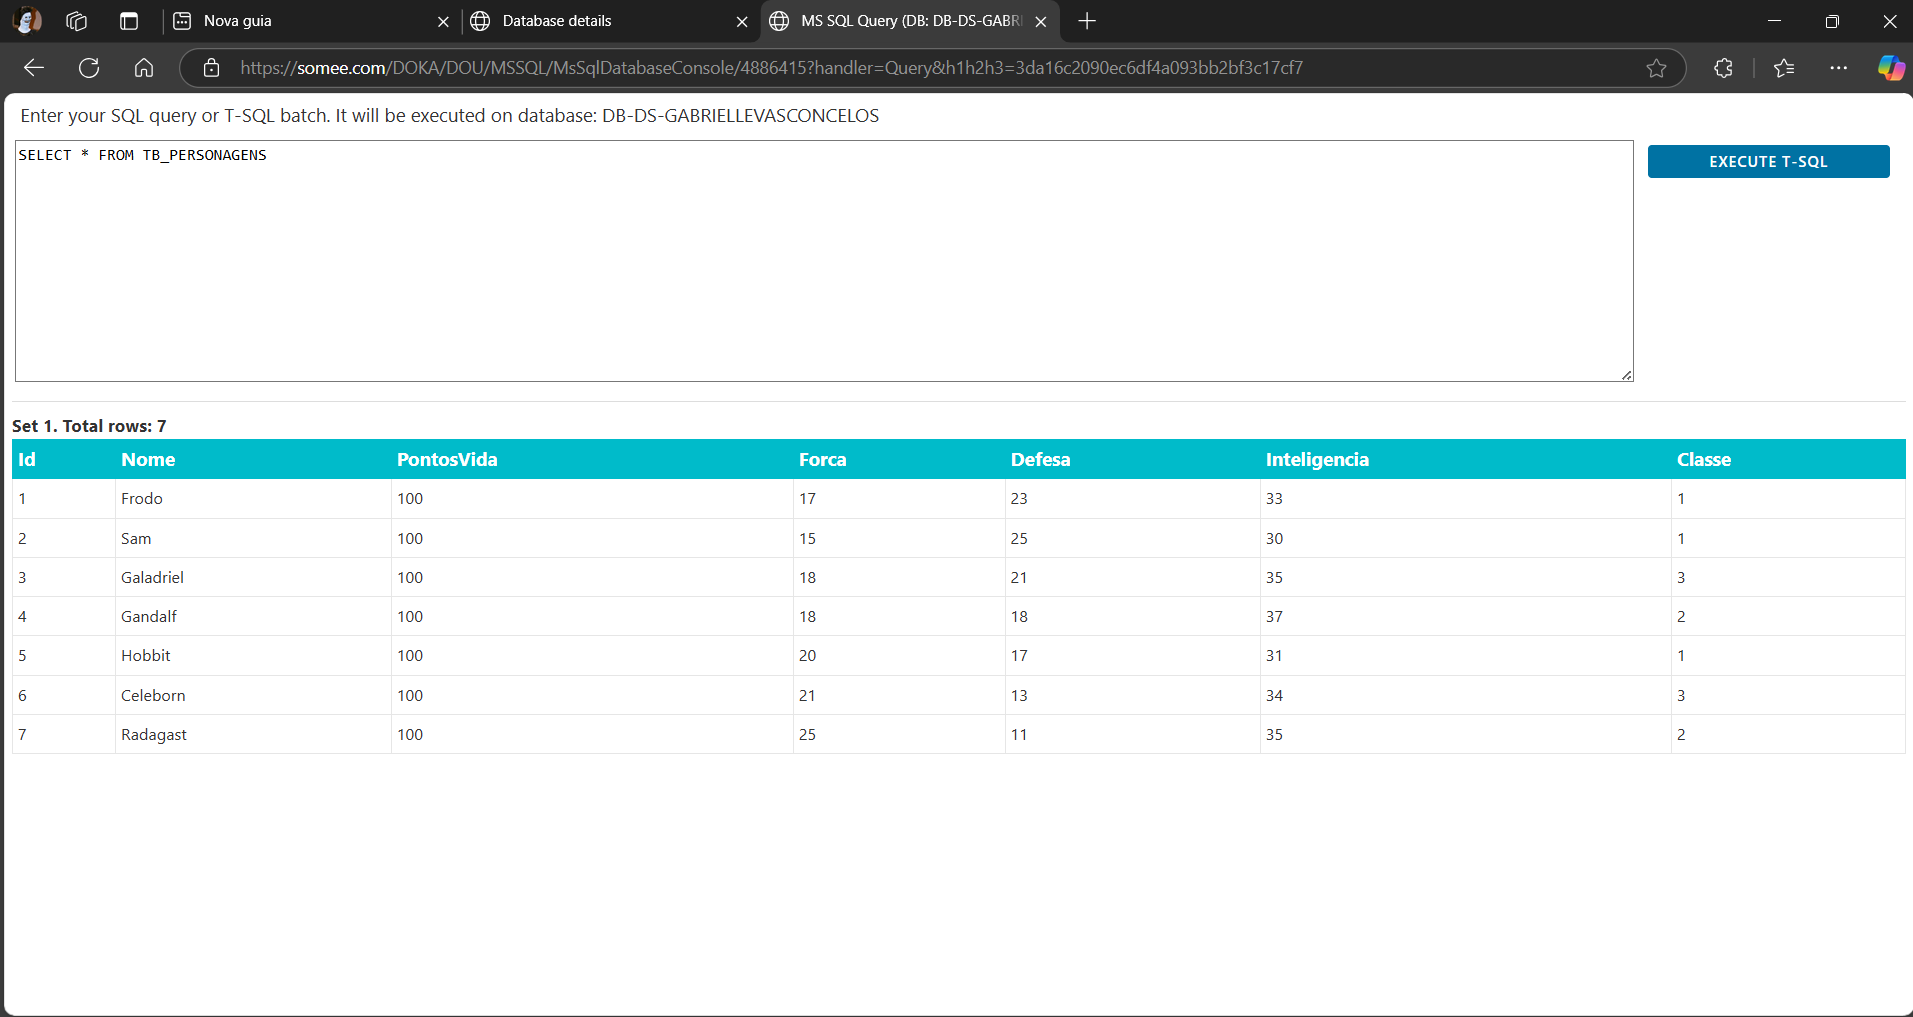 Nova guia
Database details
MS SQL Query (DB: DB-DS-GABRI
https://somee.com/DOKA/DOU/MSSQL/MsSqlDatabaseConsole/4886415?handler=Query&h1h2h3=3da16c2090ec6df4a093bb2bf3c17cf7
Enter your SQL query or T-SQL batch. It will be executed on database: DB-DS-GABRIELLEVASCONCELOS
SELECT * FROM TB_PERSONAGENS
EXECUTE T-SQL
Set 1. Total rows: 7
Id Nome PontosVida Forca Defesa Inteligencia Classe
1 Frodo 100 17 23 33 1
2 Sam 100 15 25 30 1
3 Galadriel 100 18 21 35 3
4 Gandalf 100 18 18 37 2
5 Hobbit 100 20 17 31 1
6 Celeborn 100 21 13 34 3
7 Radagast 100 25 11 35 2